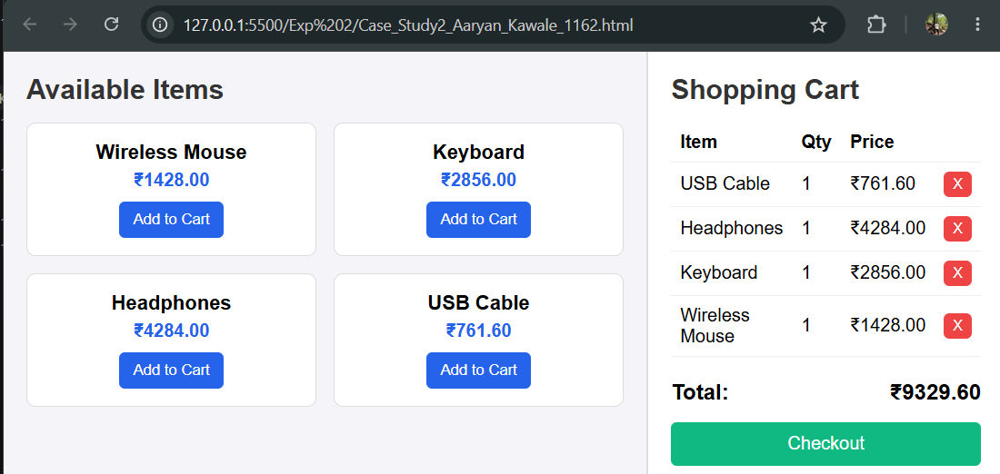 127.0.0.1:5500/Exp%202/Case_Study2_Aaryan_Kawale_1162.html
Available Items
Wireless Mouse
₹1428.00
Add to Cart
Keyboard
₹2856.00
Add to Cart
Headphones
₹4284.00
Add to Cart
USB Cable
₹761.60
Add to Cart
Shopping Cart
Item Qty Price
USB Cable 1 ₹761.60 X
Headphones 1 ₹4284.00 X
Keyboard 1 ₹2856.00 X
Wireless
Mouse 1 ₹1428.00 X
Total: ₹9329.60
Checkout